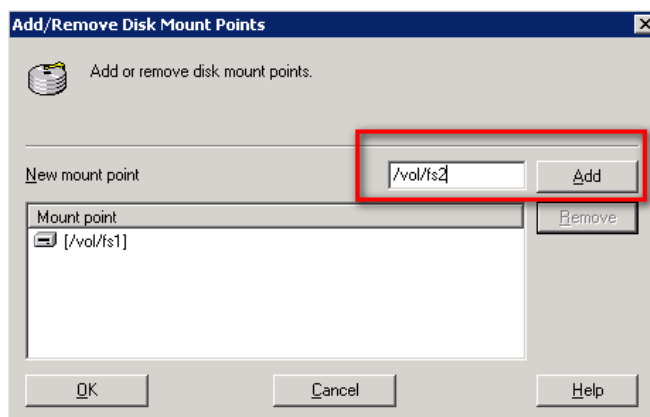 Add/Remove Disk Mount Points
Add or remove disk mount points.
New mount point
/vol/fs2
Add
Mount point
Remove
[/vol/fs1]
OK
Cancel
Help